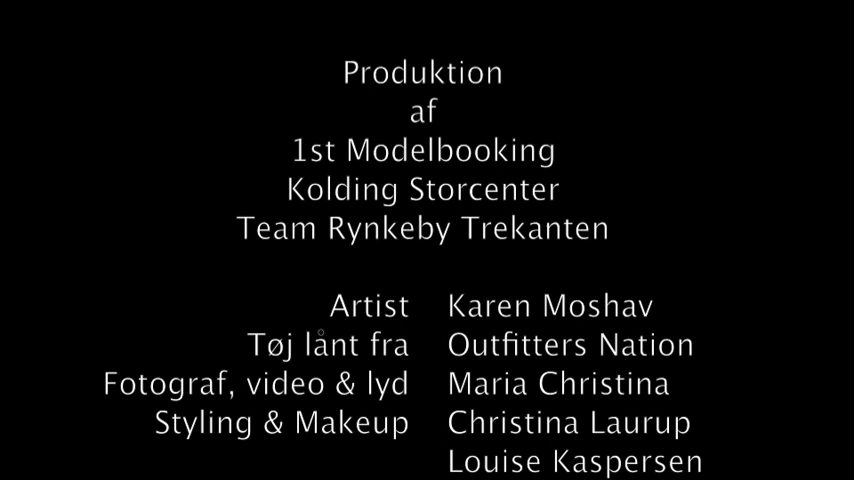 Produktion
af
1st Modelbooking
Kolding Storcenter
Team Rynkeby Trekanten
Artist Karen Moshav
Tøj lånt fra Outfitters Nation
Fotograf, video & lyd Maria Christina
Styling & Makeup Christina Laurup
Louise Kaspersen